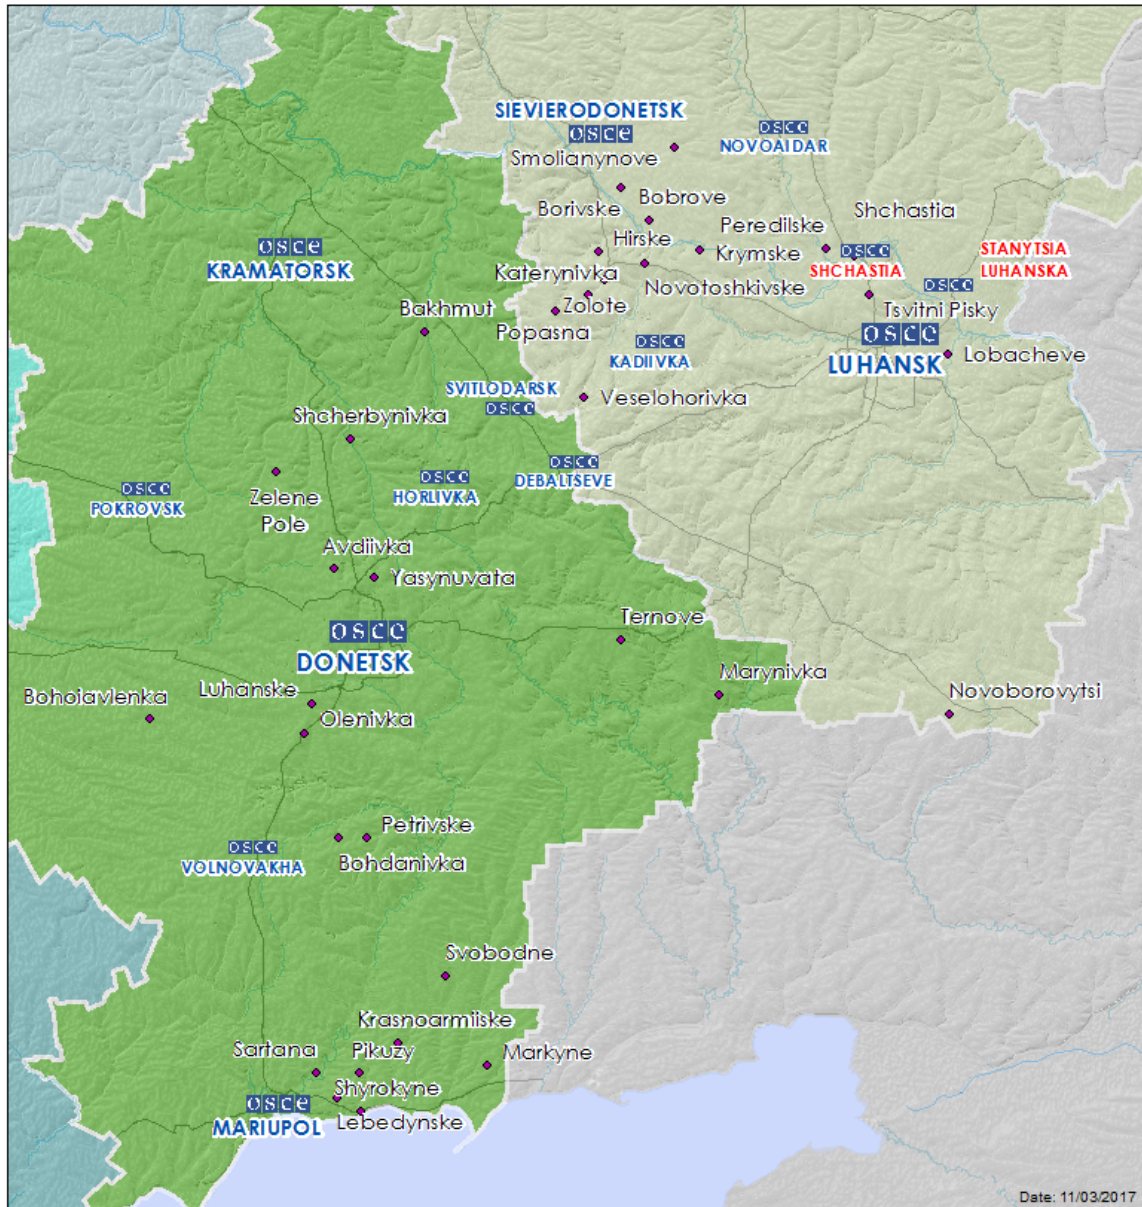 SIEVIERODONETSK
osce
osce
NOVOAIDAR
Smolianynove
Bobrove
Borivske
Shchastia
Peredilske
Hirske
Krymske
osce
KRAMATORSK
osce
SHCHASTIA
STANYTSIA
LUHANSKA
osce
Katerynivka
Novotoshkivske
Zolote
Tsvitni Pisky
Bakhmut
Popasna
osce
KADIIVKA
osce
LUHANSK
Lobacheve
SVITLODARSK
osce
Veselohorivka
Shcherbynivka
osce
DEBALTSEVE
osce
HORLIVKA
osce
POKROVSK
Zelene
Pole
Avdiivka
Yasynuvata
osce
DONETSK
Ternove
Marynivka
Novoborovytsi
Luhanske
Bohoiavlenka
Olenivka
Petrivske
Bohdanivka
osce
VOLNOVAKHA
Svobodne
Krasnoarmiiske
Sartana
Pikuzy
Markyne
Shyrokyne
osce
MARIUPOL
Lebedynske
Date: 11/03/2017